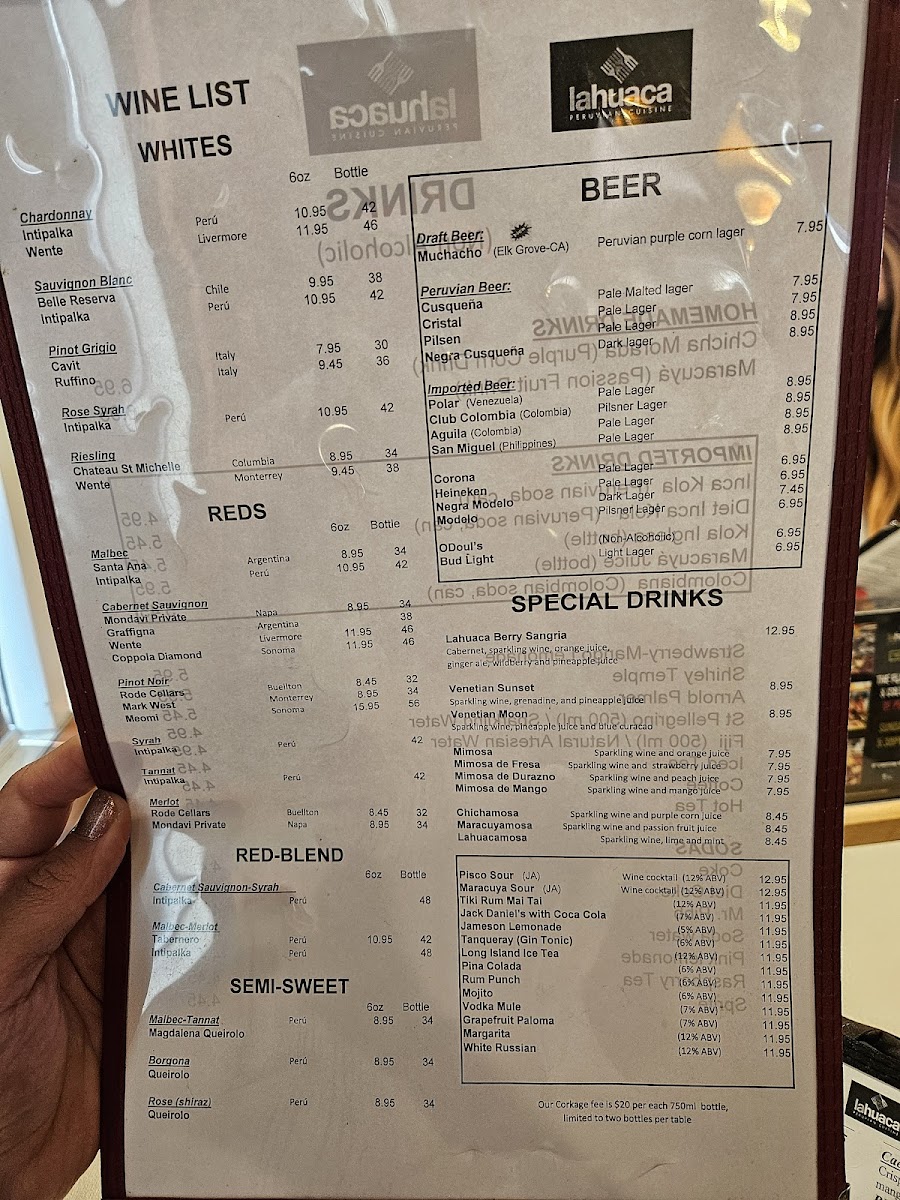 lahuaca
PERUVIAN CUISINE
WINE LIST
WHITES
6oz Bottle
Chardonnay
Intipalka Perú 10.95 42
Wente Livermore 11.95 46
Sauvignon Blanc
Belle Reserva Chile 9.95 38
Intipalka Perú 10.95 42
Pinot Grigio
Cavit Italy 7.95 30
Ruffino Italy 9.45 36
Rose Syrah
Intipalka Perú 10.95 42
Riesling
Chateau St Michelle Columbia 8.95 34
Wente Monterrey 9.45 38
REDS
6oz Bottle
Malbec
Santa Ana Argentina 8.95 34
Intipalka Perú 10.95 42
Cabernet Sauvignon
Mondavi Private Napa 8.95 34
Graffigna Argentina 38
Wente Livermore 11.95 46
Coppola Diamond Sonoma 11.95 46
Pinot Noir
Rode Cellars Buellton 8.45 32
Mark West Monterrey 8.95 34
Meomi Sonoma 15.95 56
Syrah
Intipalka Perú 42
Tannat
Intipalka Perú 42
Merlot
Rode Cellars Buellton 8.45 32
Mondavi Private Napa 8.95 34
RED-BLEND
6oz Bottle
Cabernet Sauvignon-Syrah
Intipalka Perú 48
Malbec-Merlot
Tabernero Perú 10.95 42
Intipalka Perú 48
SEMI-SWEET
6oz Bottle
Malbec-Tannat Perú 8.95 34
Magdalena Queirolo
Borgona Perú 8.95 34
Queirolo
Rose (shiraz) Perú 8.95 34
Queirolo
BEER
Draft Beer:
Muchacho (Elk Grove-CA) Peruvian purple corn lager 7.95
Peruvian Beer:
Cusqueña Pale Malted lager 7.95
Cristal Pale Lager 7.95
Pilsen Pale Lager 8.95
Negra Cusqueña Dark lager 8.95
Imported Beer:
Polar (Venezuela) Pale Lager 8.95
Club Colombia (Colombia) Pilsner Lager 8.95
Aguila (Colombia) Pale Lager 8.95
San Miguel (Philippines) Pale Lager 8.95
Corona Pale Lager 6.95
Heineken Pale Lager 6.95
Negra Modelo Dark Lager 7.45
Modelo Pilsner Lager 6.95
ODoul's (Non-Alcoholic) 6.95
Bud Light Light Lager 6.95
SPECIAL DRINKS
Lahuaca Berry Sangria 12.95
Cabernet, sparkling wine, orange juice,
ginger ale, wildberry and pineapple juice
Venetian Sunset 8.95
Sparkling wine, grenadine, and pineapple juice
Venetian Moon 8.95
Sparkling wine, pineapple juice and blue curacao
Mimosa Sparkling wine and orange juice 7.95
Mimosa de Fresa Sparkling wine and strawberry juice 7.95
Mimosa de Durazno Sparkling wine and peach juice 7.95
Mimosa de Mango Sparkling wine and mango juice 7.95
Chichamosa Sparkling wine and purple corn juice 8.45
Maracuyamosa Sparkling wine and passion fruit juice 8.45
Lahuacamosa Sparkling wine, lime and mint 8.45
Pisco Sour (JA) Wine cocktail (12% ABV) 12.95
Maracuya Sour (JA) Wine cocktail (12% ABV) 12.95
Tiki Rum Mai Tai (12% ABV) 11.95
Jack Daniel's with Coca Cola (7% ABV) 11.95
Jameson Lemonade (5% ABV) 11.95
Tanqueray (Gin Tonic) (6% ABV) 11.95
Long Island Ice Tea (12% ABV) 11.95
Pina Colada (6% ABV) 11.95
Rum Punch (6% ABV) 11.95
Mojito (6% ABV) 11.95
Vodka Mule (7% ABV) 11.95
Grapefruit Paloma (7% ABV) 11.95
Margarita (12% ABV) 11.95
White Russian (12% ABV) 11.95
Our Corkage fee is $20 per each 750ml bottle,
limited to two bottles per table
lahuaca